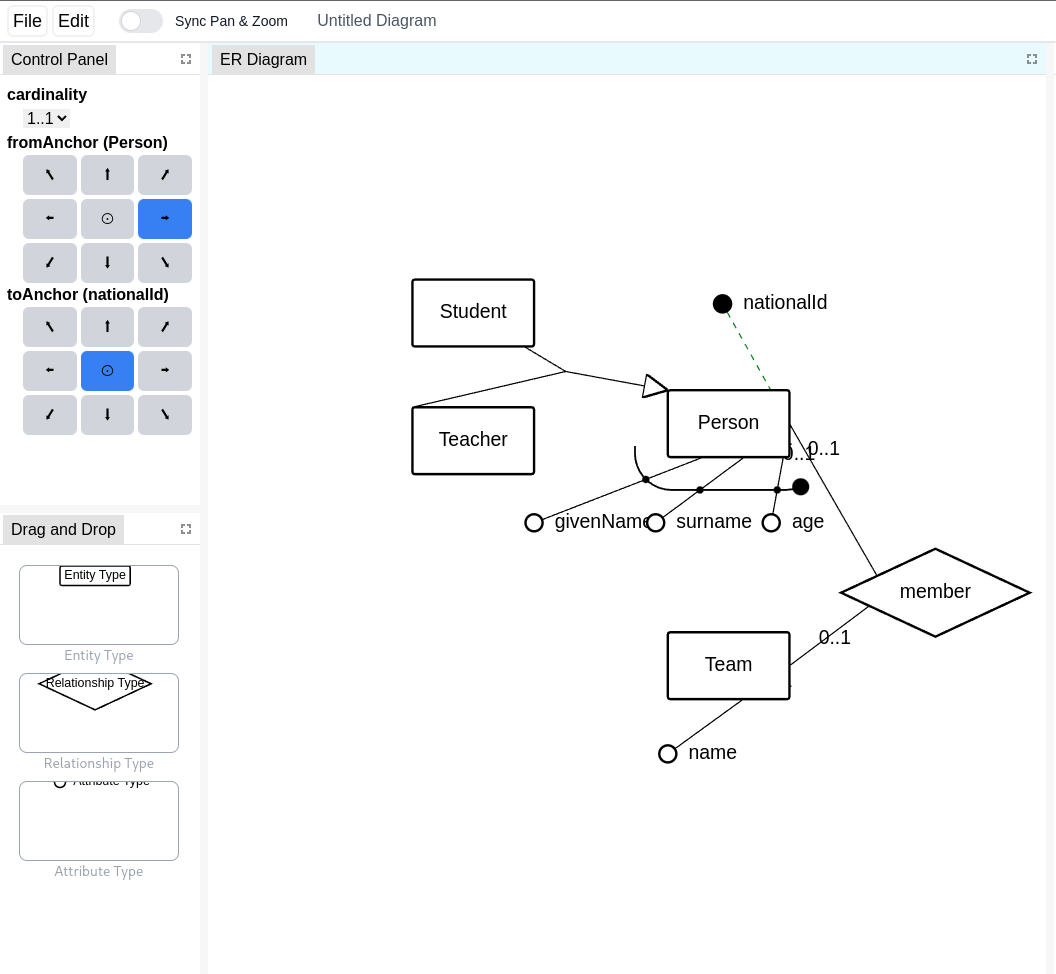 File Edit Sync Pan & Zoom Untitled Diagram
Control Panel
cardinality
1..1
fromAnchor (Person)
toAnchor (nationalId)
Drag and Drop
Entity Type
Entity Type
Relationship Type
Relationship Type
Attribute Type
Attribute Type
ER Diagram
Student
nationalId
Person
Teacher
0..1
0..1
givenName
surname
age
member
0..1
Team
name